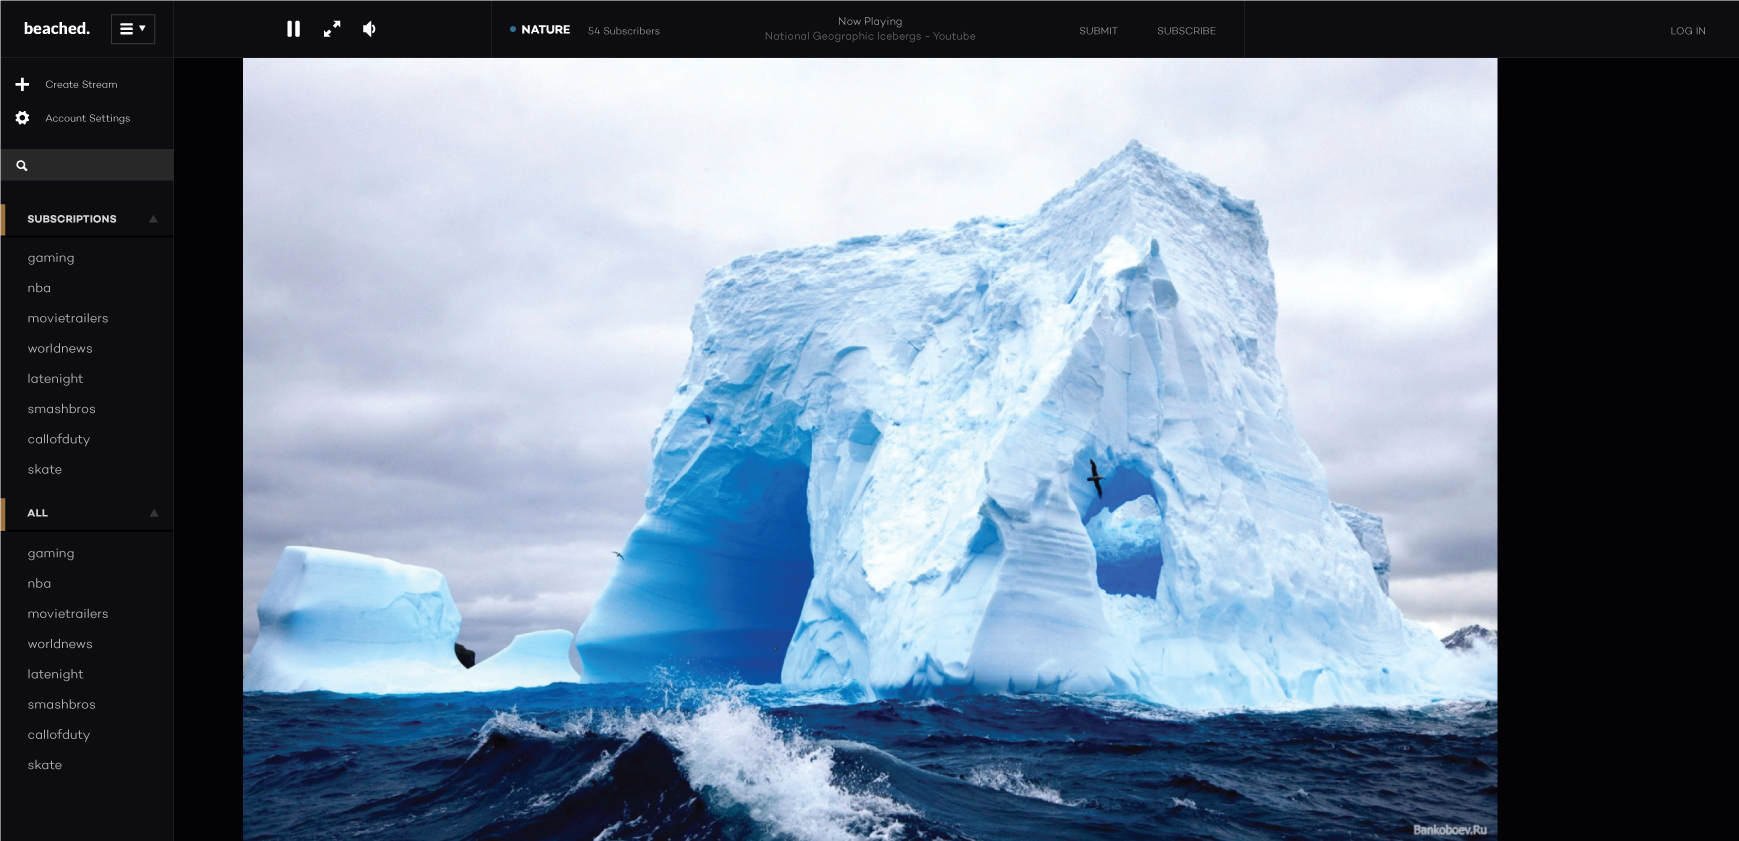 beached.
NATURE
54 Subscribers
Now Playing
National Geographic Icebergs - Youtube
SUBMIT
SUBSCRIBE
LOG IN
Create Stream
Account Settings
SUBSCRIPTIONS
gaming
nba
movietrailers
worldnews
latenight
smashbros
callofduty
skate
ALL
gaming
nba
movietrailers
worldnews
latenight
smashbros
callofduty
skate
Bankoboev.Ru